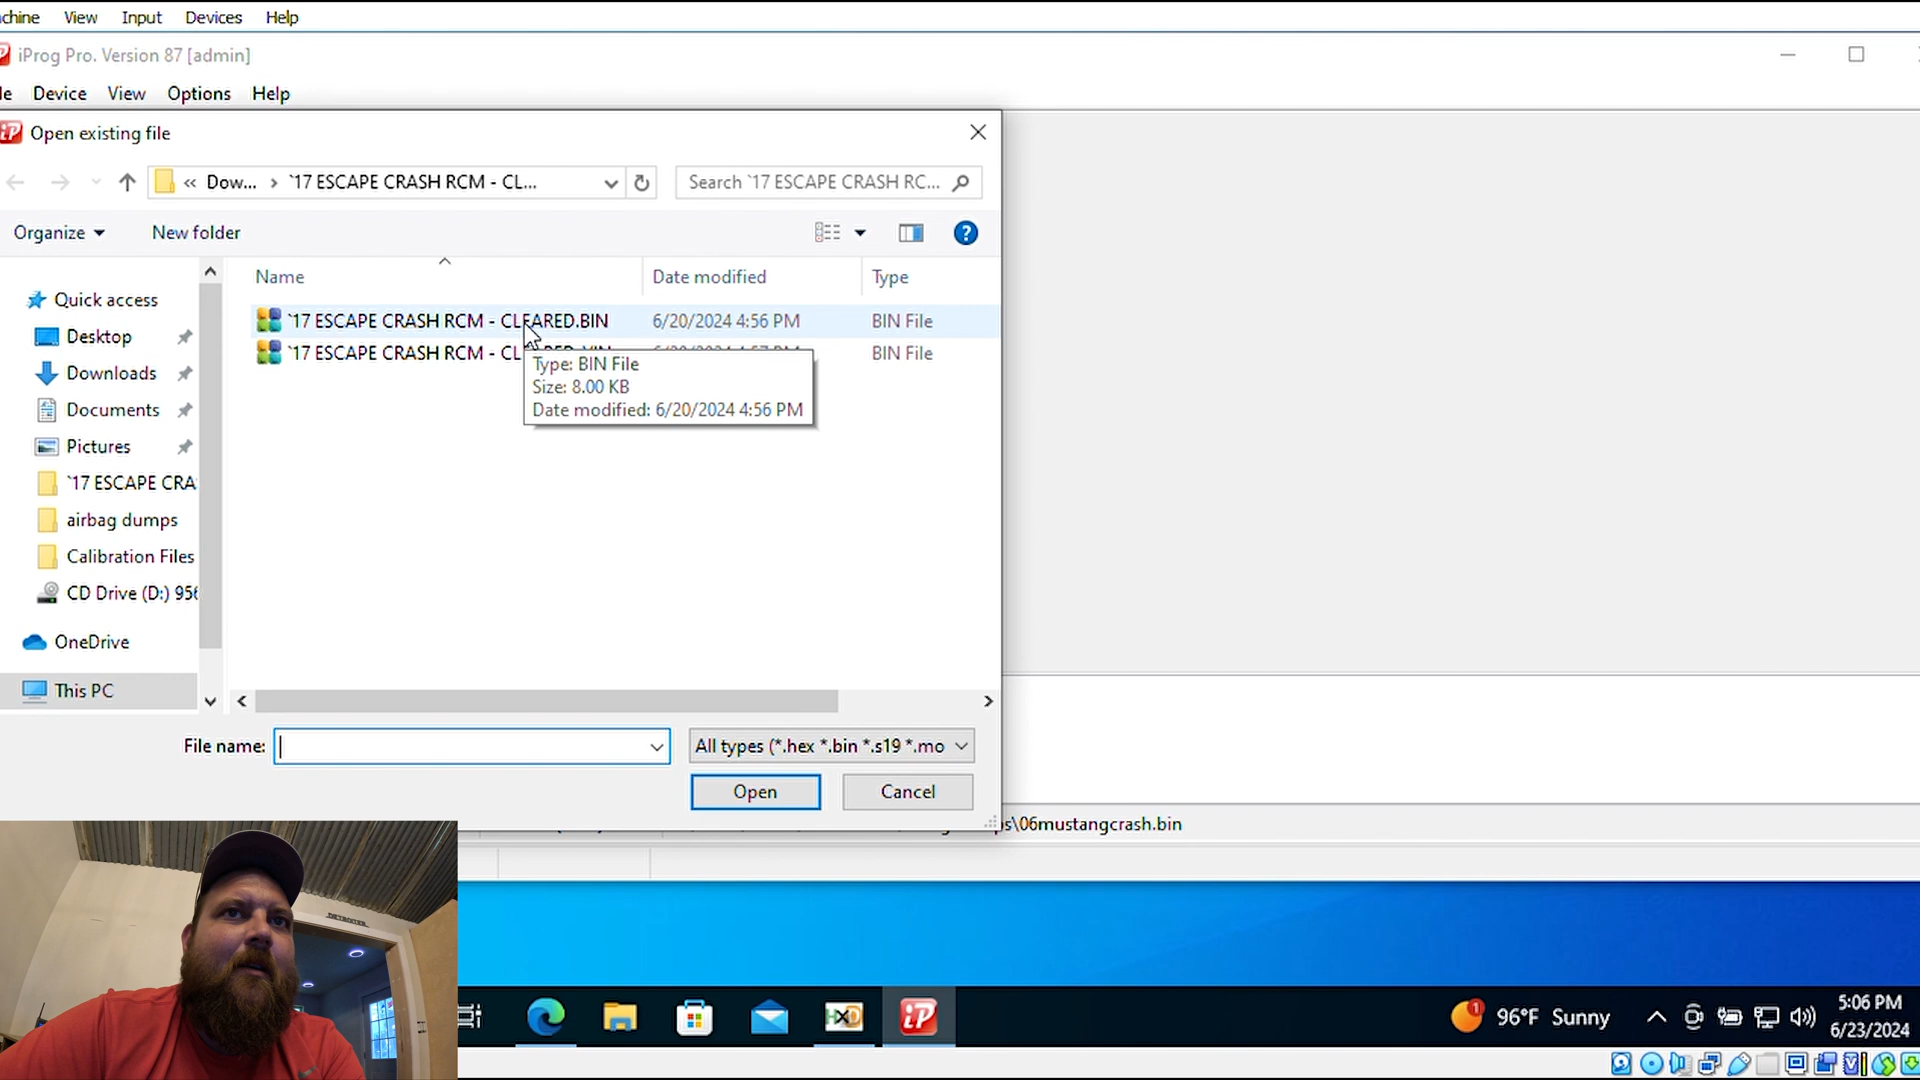 chine View Input Devices Help
iProg Pro. Version 87 [admin]
le Device View Options Help
iP Open existing file
« Dow... › `17 ESCAPE CRASH RCM - CL...
Search `17 ESCAPE CRASH RC...
Organize New folder
Name Date modified Type
`17 ESCAPE CRASH RCM - CLEARED.BIN 6/20/2024 4:56 PM BIN File
`17 ESCAPE CRASH RCM - BIN File
Type: BIN File
Size: 8.00 KB
Date modified: 6/20/2024 4:56 PM
Quick access
Desktop
Downloads
Documents
Pictures
`17 ESCAPE CRA
airbag dumps
Calibration Files
CD Drive (D:) 956
OneDrive
This PC
File name: All types (*.hex *.bin *.s19 *.mo
Open Cancel
\06mustangcrash.bin
HXD iP
1 96°F Sunny
5:06 PM
6/23/2024